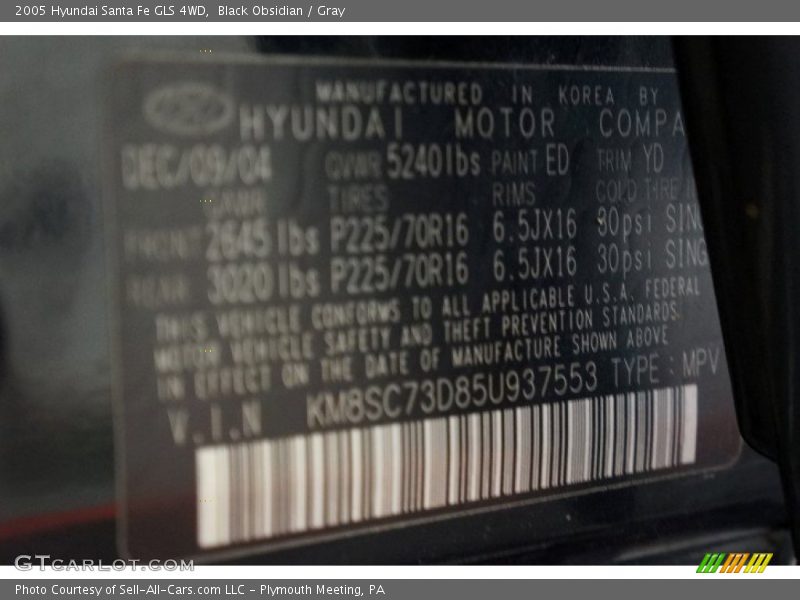 2005 Hyundai Santa Fe GLS 4WD, Black Obsidian / Gray
MANUFACTURED IN KOREA BY
HYUNDAI MOTOR COMPA
DEC/09/04 GVWR 5240lbs PAINT ED TRIM YD
GAWR TIRES RIMS COLD TIRE
FRONT 2645 lbs P225/70R16 6.5JX16 30psi SING
REAR 3020 lbs P225/70R16 6.5JX16 30psi SING
THIS VEHICLE CONFORMS TO ALL APPLICABLE U.S.A. FEDERAL
MOTOR VEHICLE SAFETY AND THEFT PREVENTION STANDARDS.
IN EFFECT ON THE DATE OF MANUFACTURE SHOWN ABOVE
V.I.N KM8SC73D85U937553 TYPE : MPV
GTcarlot.com
Photo Courtesy of Sell-All-Cars.com LLC - Plymouth Meeting, PA